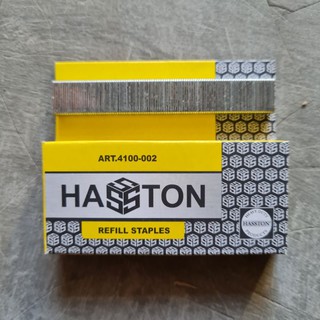 ART.4100-002
HASSTON
REFILL STAPLES
HASSTON